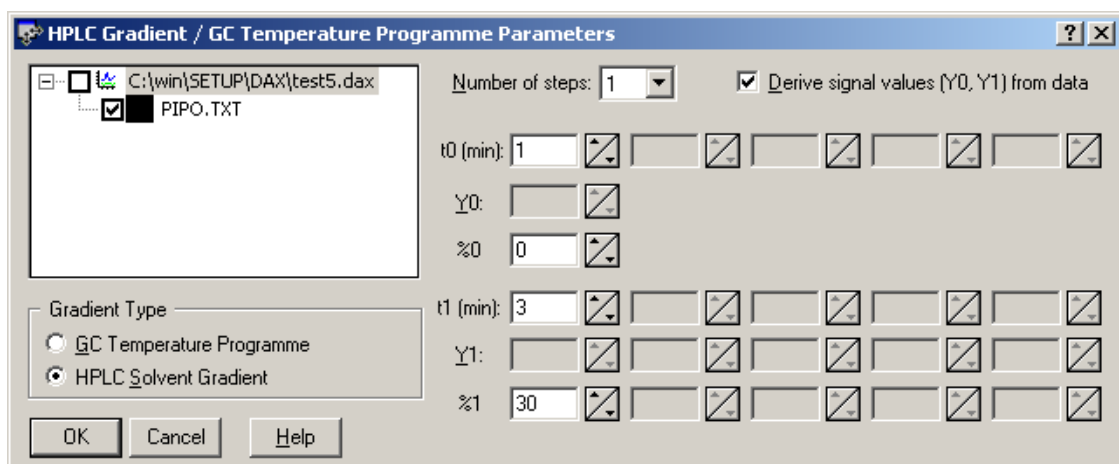 HPLC Gradient / GC Temperature Programme Parameters
C:\win\SETUP\DAX\test5.dax
PIPO.TXT
Number of steps: 1
Derive signal values (Y0, Y1) from data
t0 (min): 1
Y0:
%0 0
Gradient Type
GC Temperature Programme
HPLC Solvent Gradient
t1 (min): 3
Y1:
%1 30
OK Cancel Help